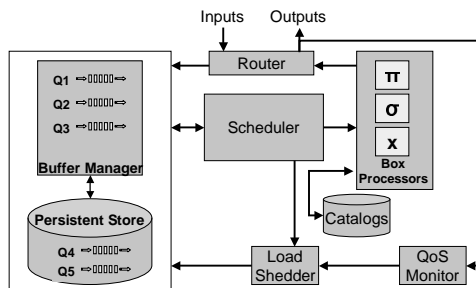 Inputs Outputs
Router
Q1
Q2
Q3
Buffer Manager
Scheduler
π
σ
x
Box
Processors
Persistent Store
Q4
Q5
Catalogs
Load
Shedder
QoS
Monitor